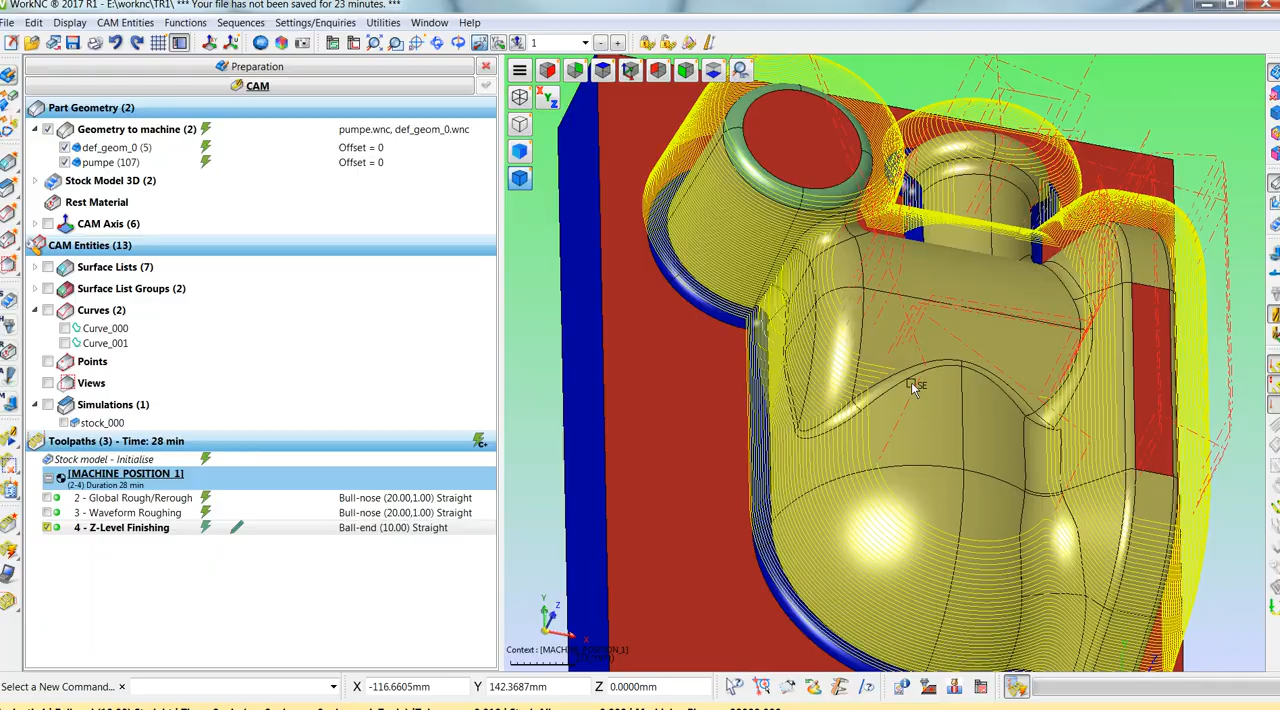 WorkNC ® 2017 R1 - E:\worknc\TR1\ *** Your file has not been saved for 23 minutes. ***
File Edit Display CAM Entities Functions Sequences Settings/Enquiries Utilities Window Help
1
Preparation
CAM
Part Geometry (2)
Geometry to machine (2) pumpe.wnc, def_geom_0.wnc
def_geom_0 (5) Offset = 0
pumpe (107) Offset = 0
Stock Model 3D (2)
Rest Material
CAM Axis (6)
CAM Entities (13)
Surface Lists (7)
Surface List Groups (2)
Curves (2)
Curve_000
Curve_001
Points
Views
Simulations (1)
stock_000
Toolpaths (3) - Time: 28 min
Stock model - Initialise
[MACHINE_POSITION_1]
(2-4) Duration 28 min
2 - Global Rough/Rerough Bull-nose (20.00,1.00) Straight
3 - Waveform Roughing Bull-nose (20.00,1.00) Straight
4 - Z-Level Finishing Ball-end (10.00) Straight
SE
Y
Z
X
Context : [MACHINE_POSITION_1]
Select a New Command... X -116.6605mm Y 142.3687mm Z 0.0000mm